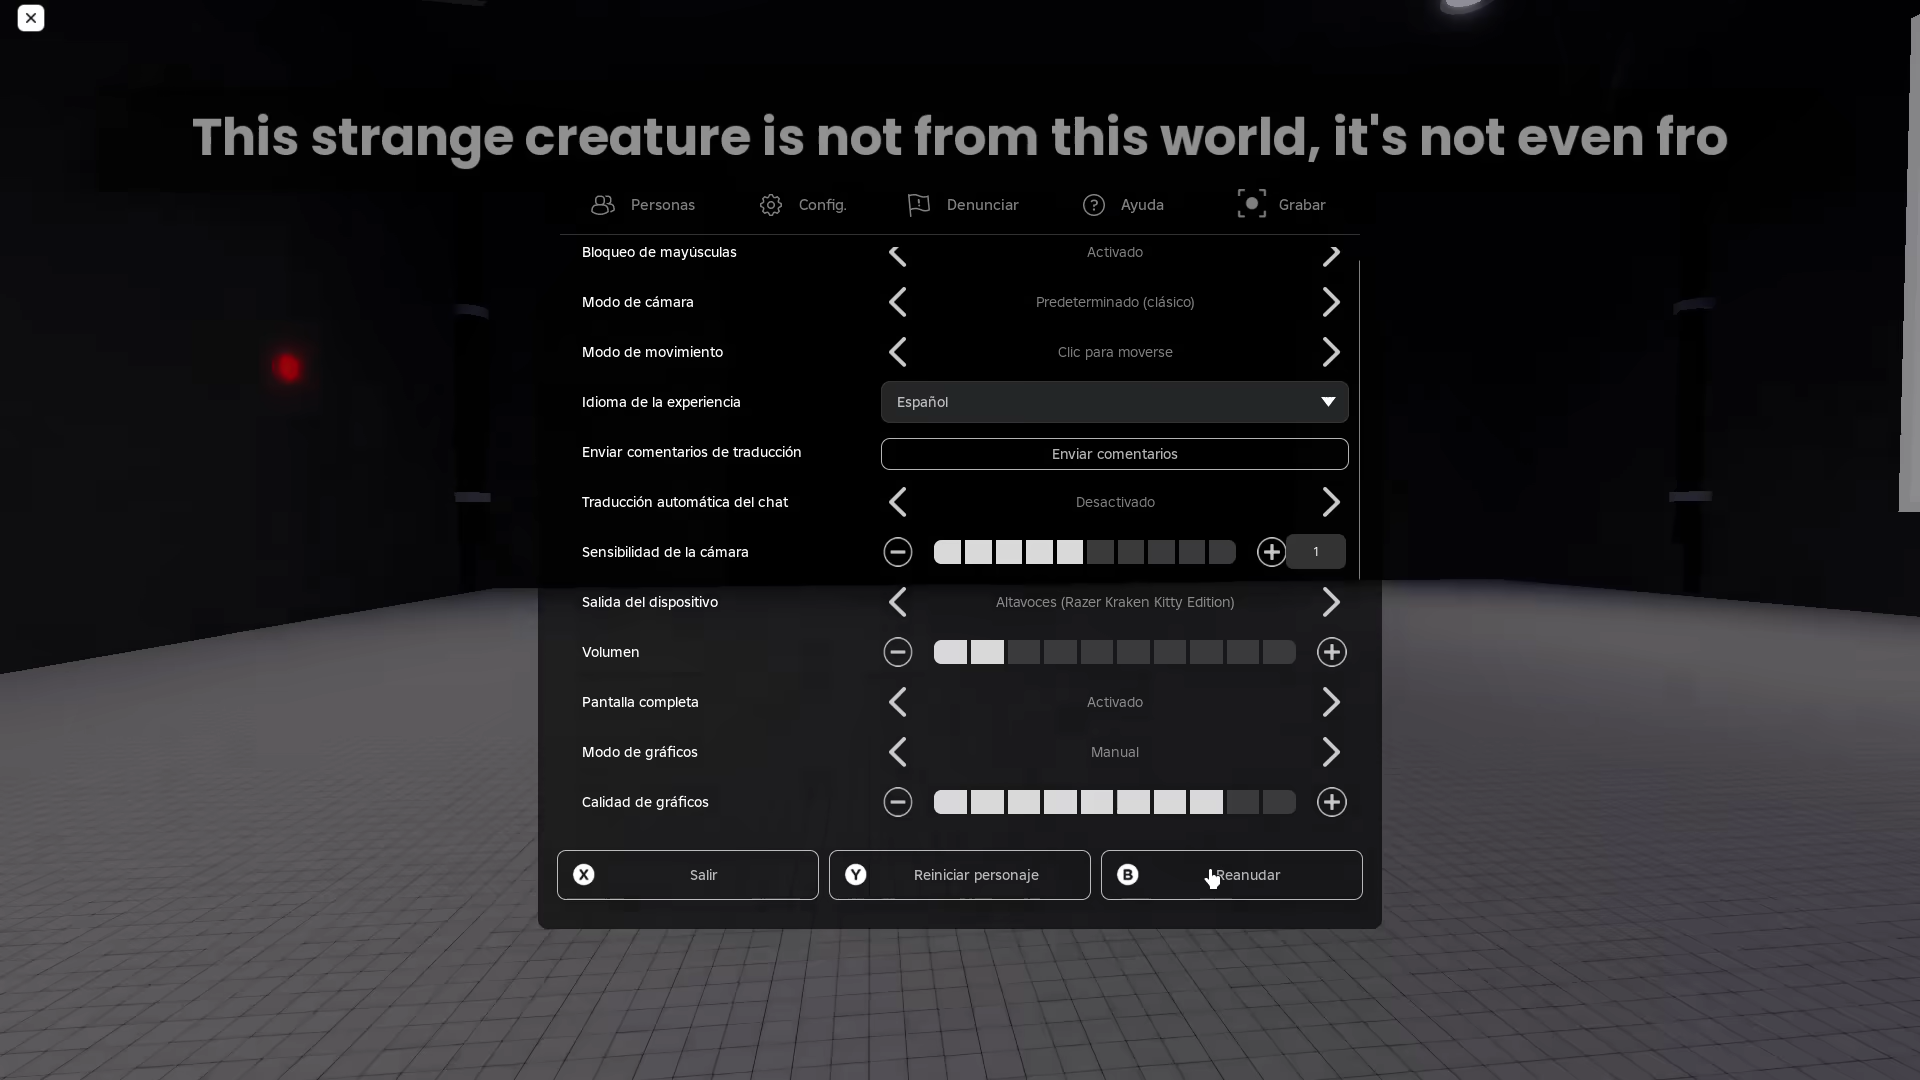 This strange creature is not from this world, it's not even fro
Personas
Config.
Denunciar
Ayuda
Grabar
Bloqueo de mayúsculas
Activado
Modo de cámara
Predeterminado (clásico)
Modo de movimiento
Clic para moverse
Idioma de la experiencia
Español
Enviar comentarios de traducción
Enviar comentarios
Traducción automática del chat
Desactivado
Sensibilidad de la cámara
1
Salida del dispositivo
Altavoces (Razer Kraken Kitty Edition)
Volumen
Pantalla completa
Activado
Modo de gráficos
Manual
Calidad de gráficos
X Salir
Y Reiniciar personaje
B Reanudar